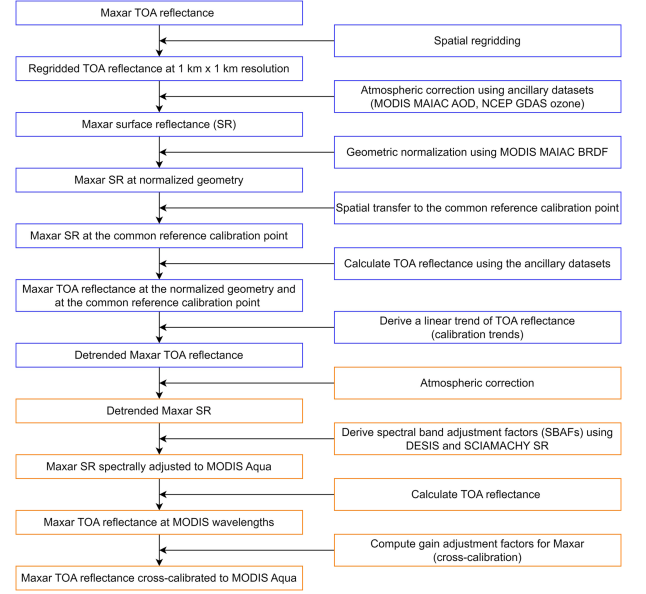 Maxar TOA reflectance
Spatial regridding
Regridded TOA reflectance at 1 km x 1 km resolution
Atmospheric correction using ancillary datasets
(MODIS MAIAC AOD, NCEP GDAS ozone)
Maxar surface reflectance (SR)
Geometric normalization using MODIS MAIAC BRDF
Maxar SR at normalized geometry
Spatial transfer to the common reference calibration point
Maxar SR at the common reference calibration point
Calculate TOA reflectance using the ancillary datasets
Maxar TOA reflectance at the normalized geometry and
at the common reference calibration point
Derive a linear trend of TOA reflectance
(calibration trends)
Detrended Maxar TOA reflectance
Atmospheric correction
Detrended Maxar SR
Derive spectral band adjustment factors (SBAFs) using
DESIS and SCIAMACHY SR
Maxar SR spectrally adjusted to MODIS Aqua
Calculate TOA reflectance
Maxar TOA reflectance at MODIS wavelengths
Compute gain adjustment factors for Maxar
(cross-calibration)
Maxar TOA reflectance cross-calibrated to MODIS Aqua